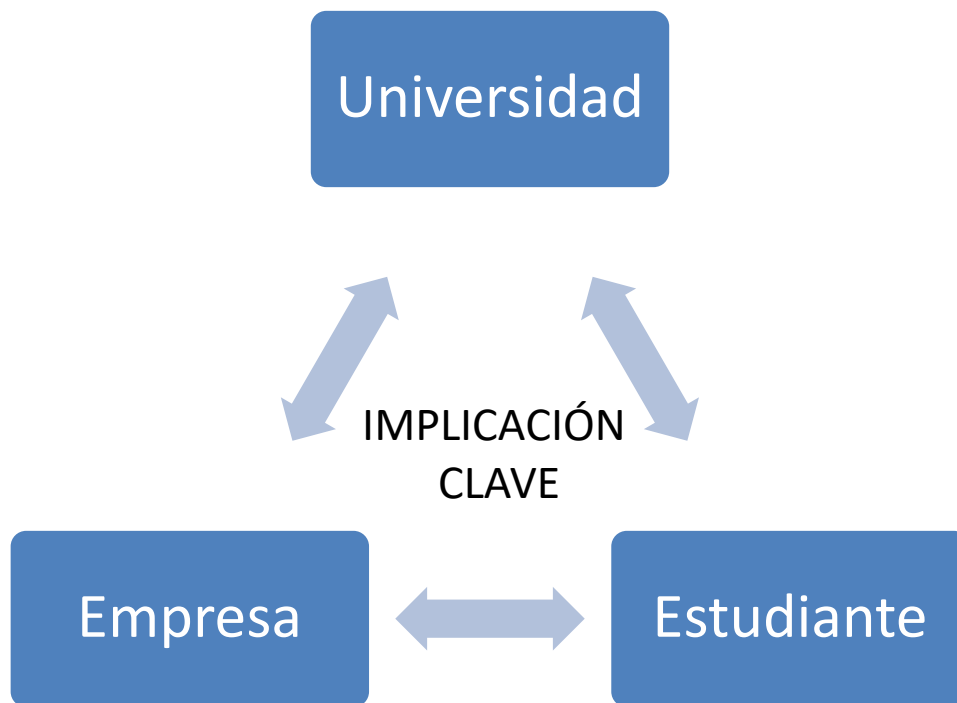 Universidad
IMPLICACIÓN
CLAVE
Empresa
Estudiante